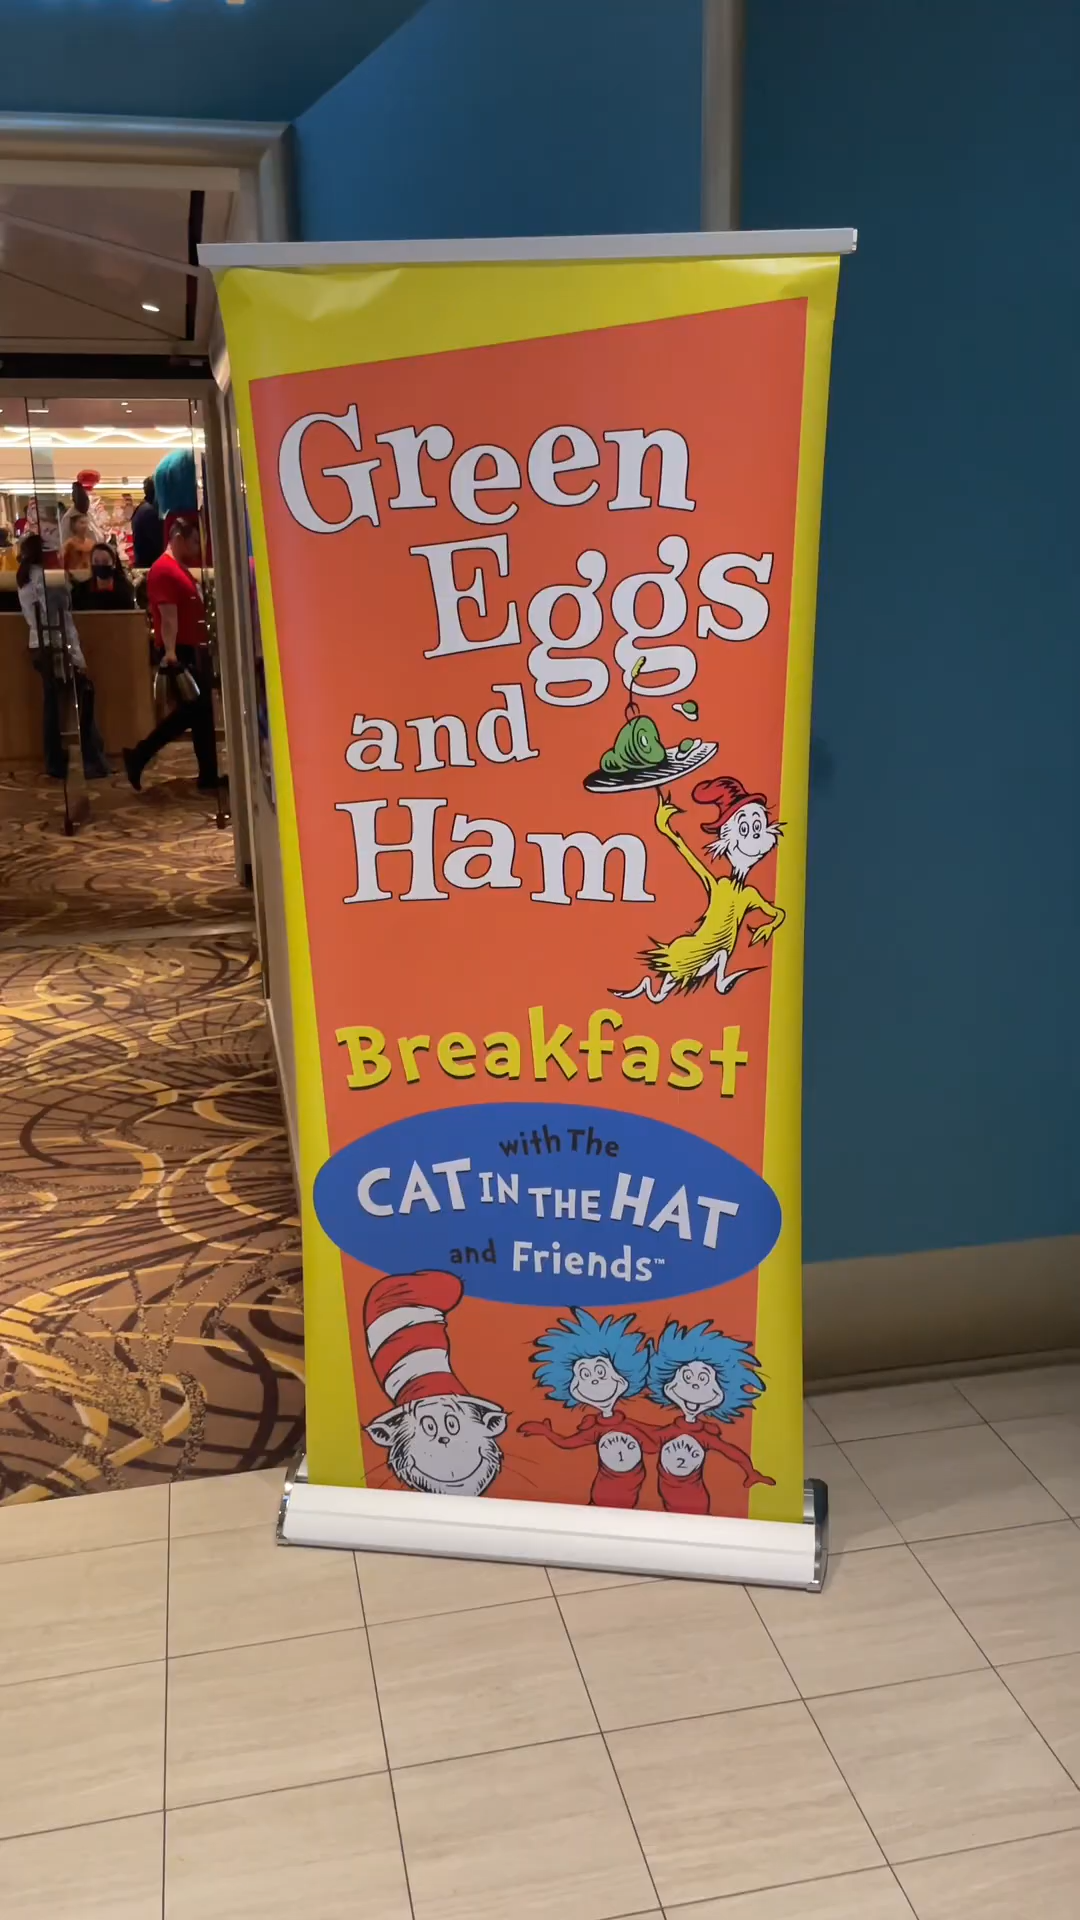 Green
Eggs
and
Ham
Breakfast
with The
CAT IN THE HAT
and Friends™
THING 1
THING 2